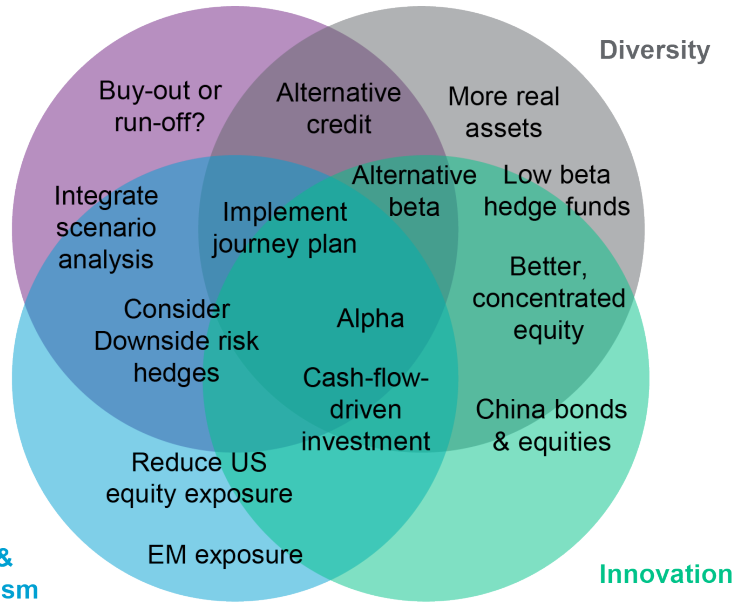 Diversity
Buy-out or
run-off?
Alternative
credit
More real
assets
Integrate
scenario
analysis
Implement
journey plan
Alternative
beta
Low beta
hedge funds
Better,
concentrated
equity
Consider
Downside risk
hedges
Alpha
Cash-flow-
driven
investment
China bonds
& equities
Reduce US
equity exposure
EM exposure
&
ism
Innovation